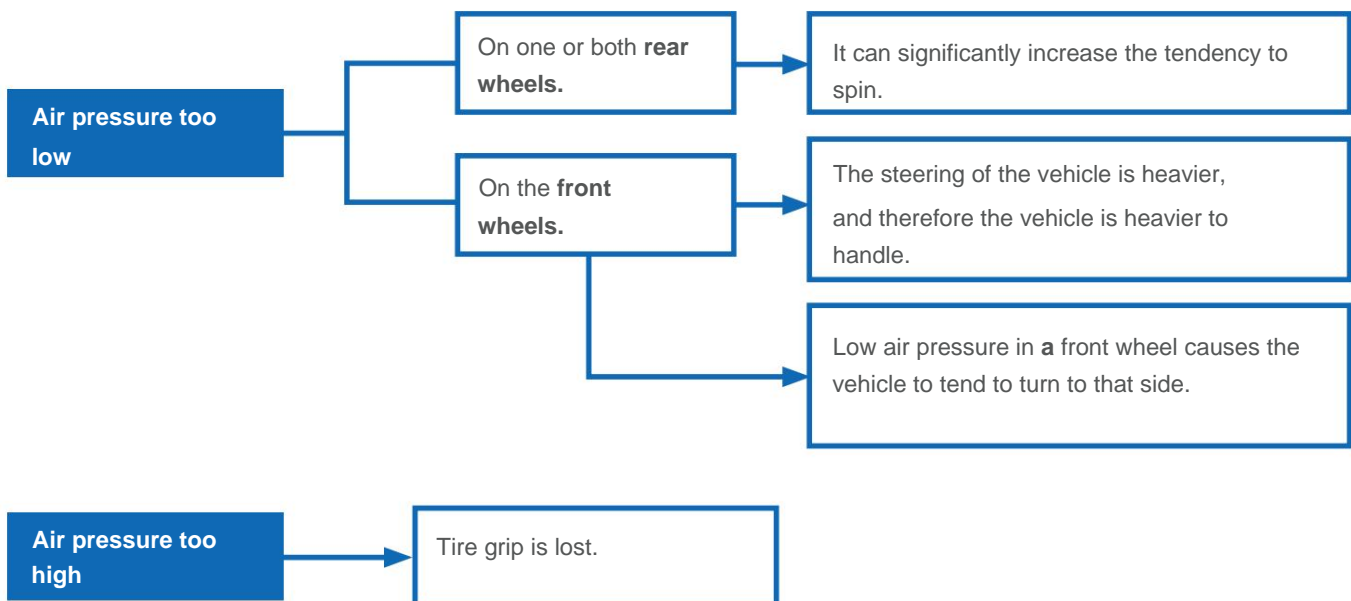 Air pressure too
low
On one or both rear
wheels.
It can significantly increase the tendency to
spin.
On the front
wheels.
The steering of the vehicle is heavier,
and therefore the vehicle is heavier to
handle.
Low air pressure in a front wheel causes the
vehicle to tend to turn to that side.
Air pressure too
high
Tire grip is lost.